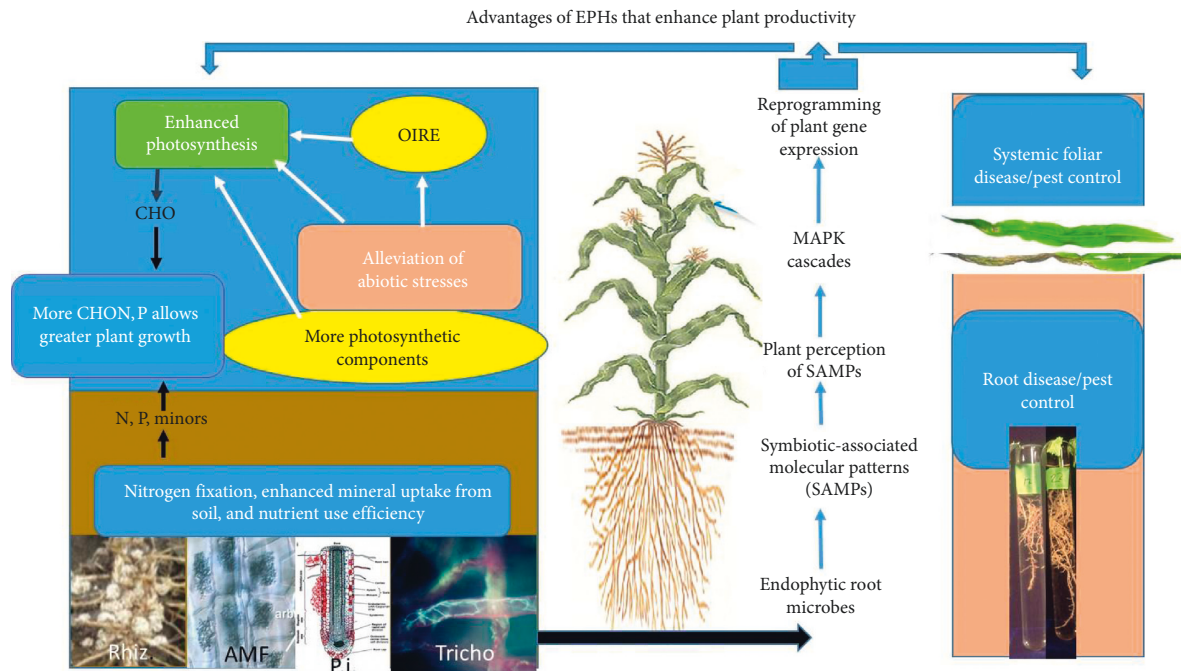 Advantages of EPHs that enhance plant productivity
Enhanced
photosynthesis
OIRE
CHO
Alleviation of
abiotic stresses
More CHON, P allows
greater plant growth
More photosynthetic
components
N, P, minors
Nitrogen fixation, enhanced mineral uptake from
soil, and nutrient use efficiency
Rhiz
AMF
P i
Tricho
Reprogramming
of plant gene
expression
MAPK
cascades
Plant perception
of SAMPs
Symbiotic-associated
molecular patterns
(SAMPs)
Endophytic root
microbes
Systemic foliar
disease/pest control
Root disease/pest
control